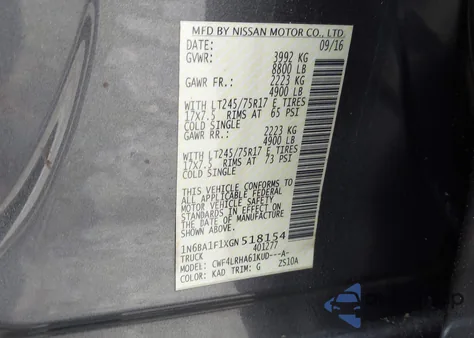 MFD BY NISSAN MOTOR CO., LTD.
DATE: 09/16
GVWR: 3992 KG
8800 LB
GAWR FR.: 2223 KG
4900 LB
WITH LT245/75R17 E TIRES
17X7.5 RIMS AT 65 PSI
COLD SINGLE
GAWR RR.: 2223 KG
4900 LB
WITH LT245/75R17 E TIRES
17X7.5 RIMS AT 73 PSI
COLD SINGLE
THIS VEHICLE CONFORMS TO
ALL APPLICABLE FEDERAL
MOTOR VEHICLE SAFETY
STANDARDS IN EFFECT ON
THE DATE OF MANUFACTURE
SHOWN ABOVE.
1N6BA1F1XGN518154
TRUCK 401277
MODEL: CWF4LRHA61KUD---A-
COLOR: KAD TRIM: G ZS10A